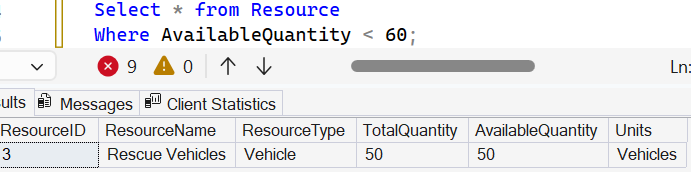 Select * from Resource
Where AvailableQuantity < 60;
9 0 Ln:
ults Messages Client Statistics
ResourceID ResourceName ResourceType TotalQuantity AvailableQuantity Units
3 Rescue Vehicles Vehicle 50 50 Vehicles